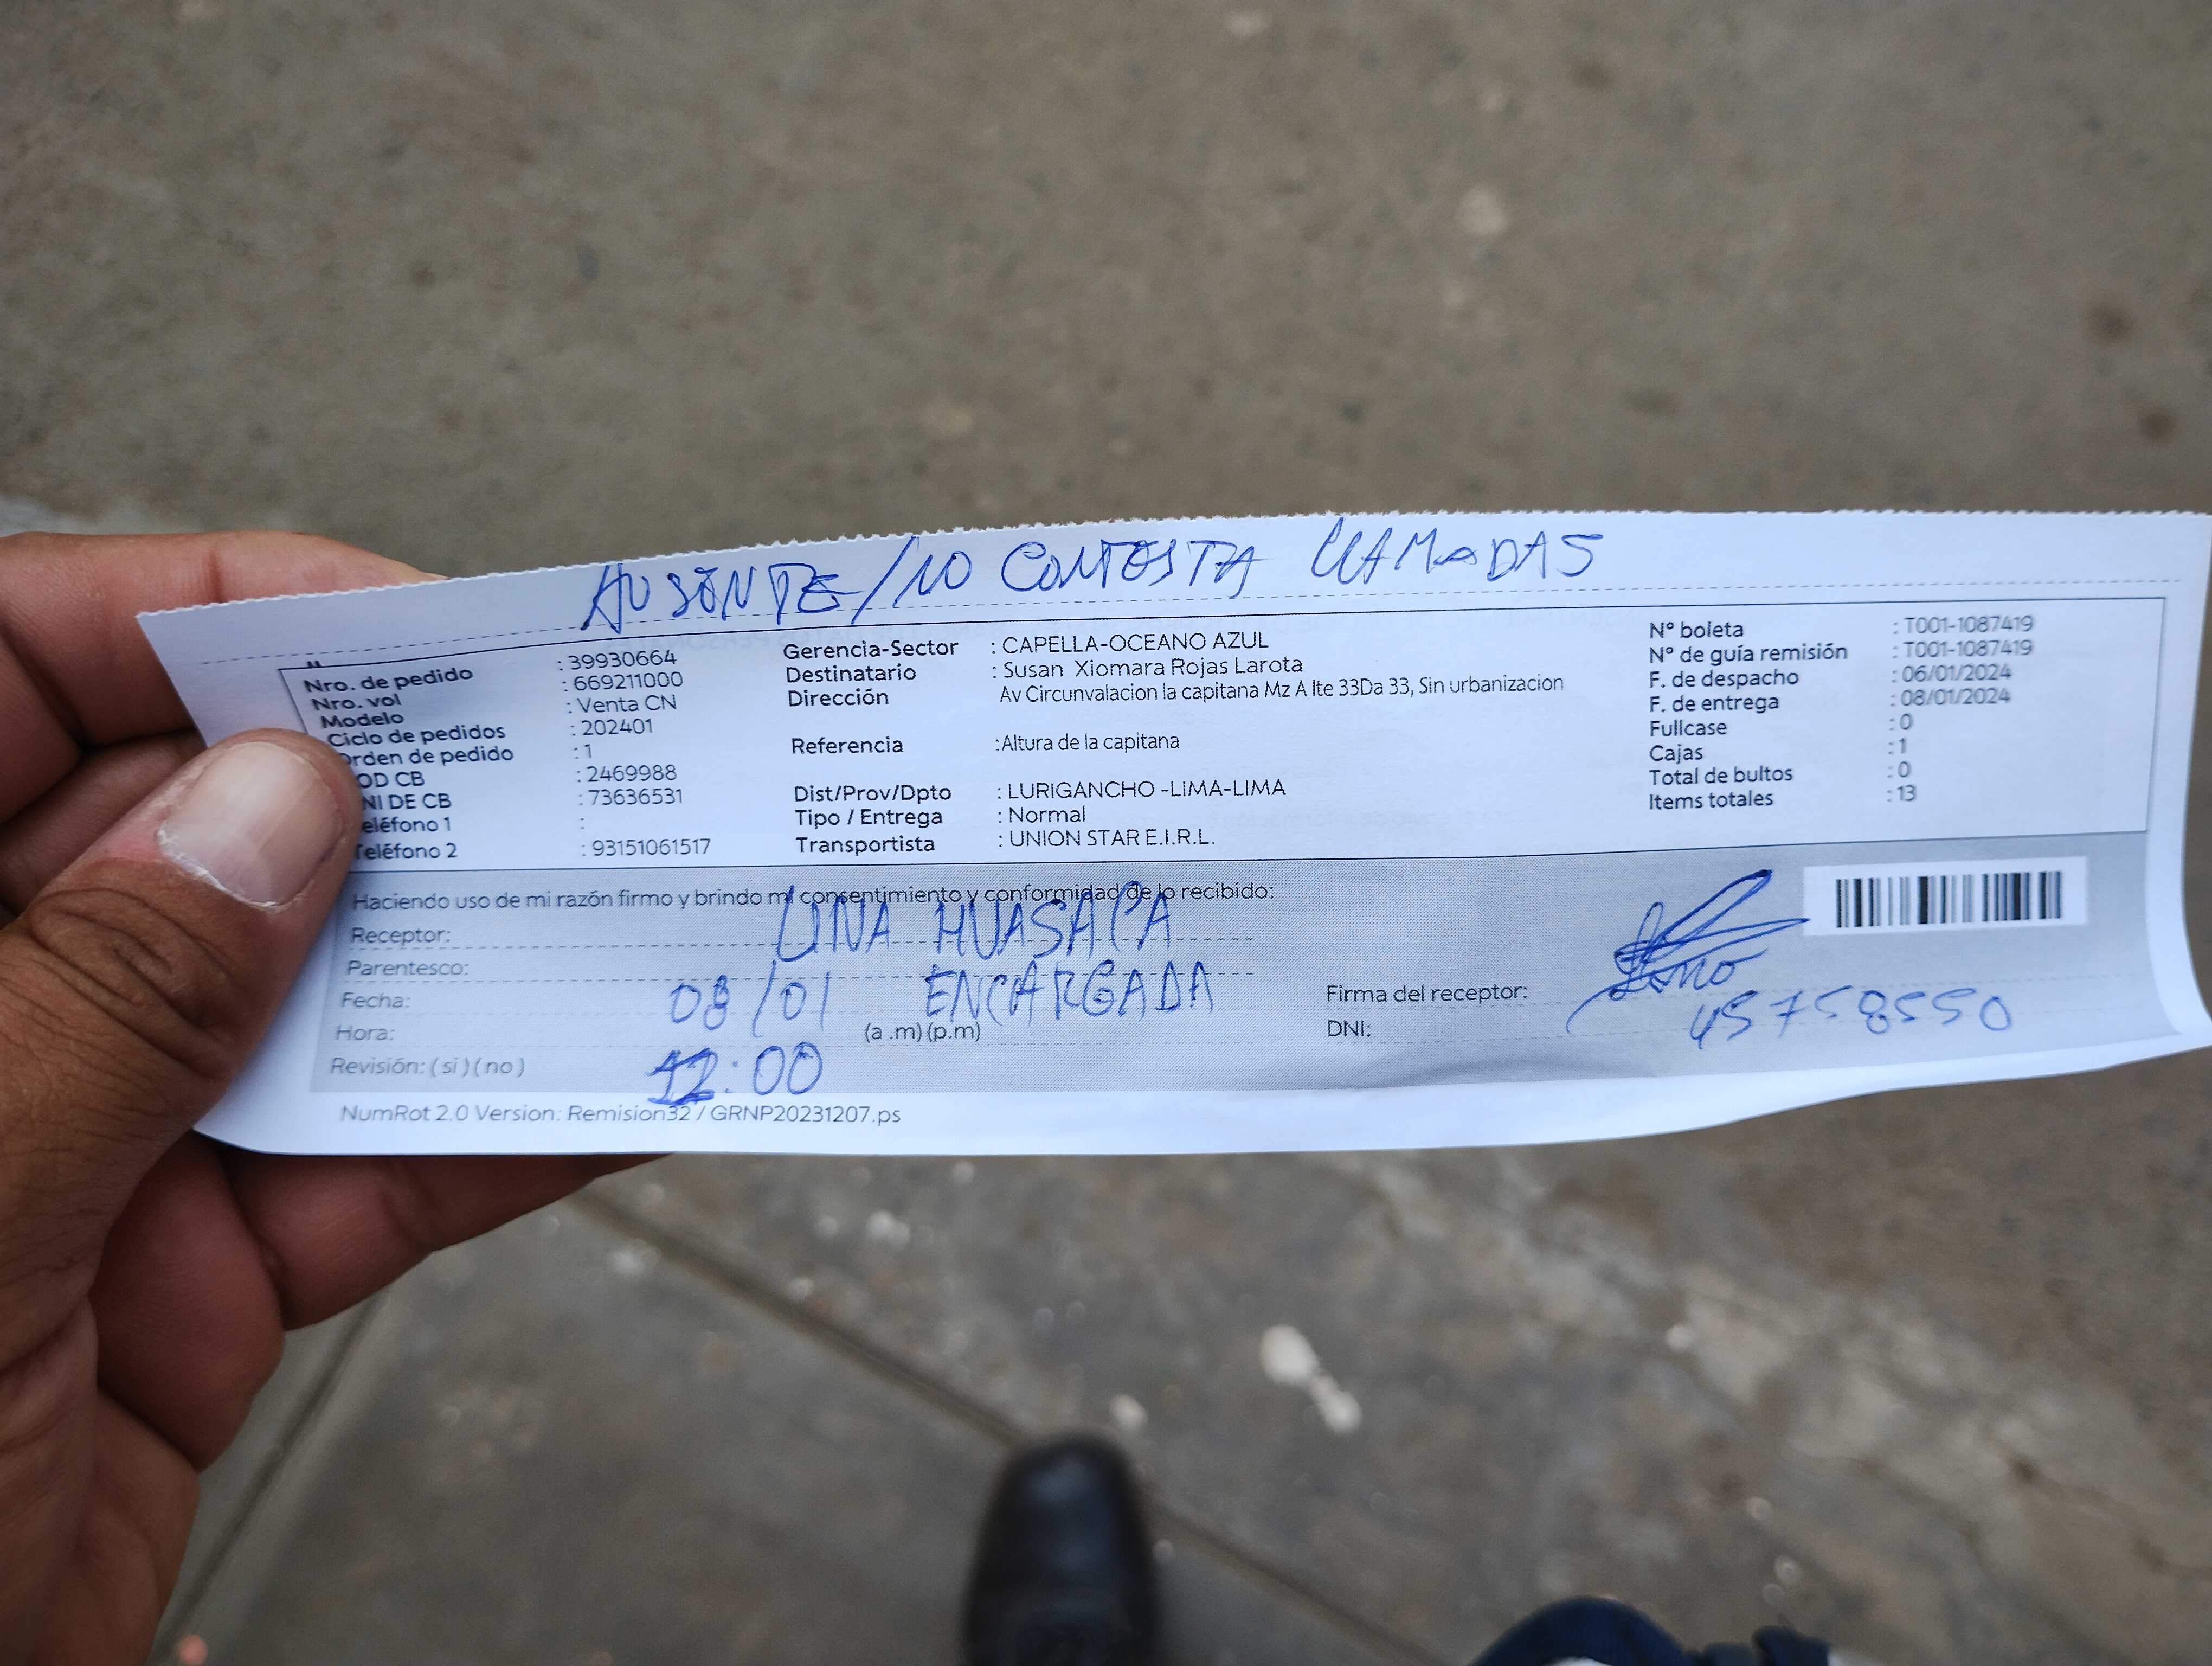 AUSENTE/NO CONTESTA LLAMADAS
Nro. de pedido : 39930664
Nro. vol : 669211000
Modelo : Venta CN
Ciclo de pedidos : 202401
Orden de pedido : 1
OD CB : 2469988
NI DE CB : 73636531
eléfono 1 :
Teléfono 2 : 93151061517
Gerencia-Sector : CAPELLA-OCEANO AZUL
Destinatario : Susan Xiomara Rojas Larota
Dirección Av Circunvalacion la capitana Mz A lte 33Da 33, Sin urbanizacion
Referencia :Altura de la capitana
Dist/Prov/Dpto : LURIGANCHO -LIMA-LIMA
Tipo / Entrega : Normal
Transportista : UNION STAR E.I.R.L.
N° boleta : T001-1087419
N° de guía remisión : T001-1087419
F. de despacho : 06/01/2024
F. de entrega : 08/01/2024
Fullcase : 0
Cajas : 1
Total de bultos : 0
Items totales : 13
Haciendo uso de mi razón firmo y brindo mi consentimiento y conformidad de lo recibido:
Receptor: LINA HUASACA
Parentesco: ENCARGADA
Fecha: 08/01
Hora: 12:00 (a .m) (p.m)
Revisión: ( si ) ( no )
Firma del receptor:
DNI: 45758550
NumRot 2.0 Version: Remision32 / GRNP20231207.ps